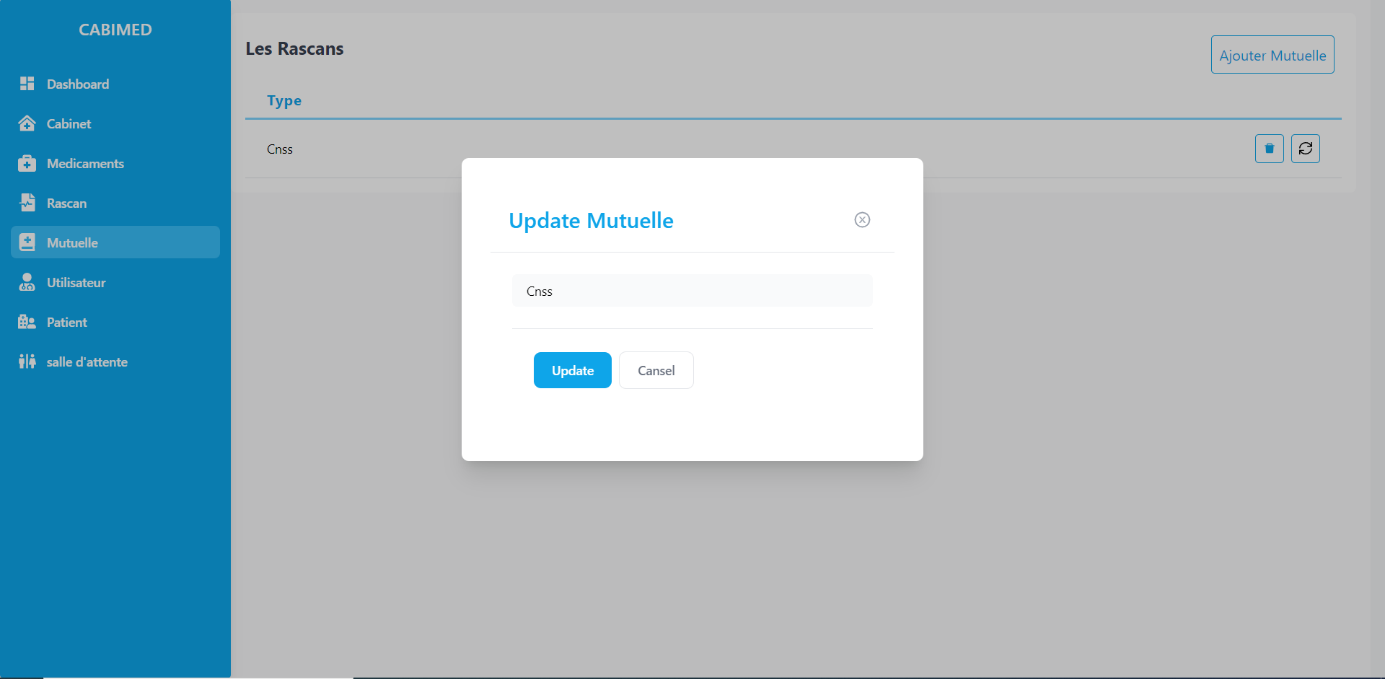 CABIMED
Dashboard
Cabinet
Medicaments
Rascan
Mutuelle
Utilisateur
Patient
salle d'attente
Les Rascans
Ajouter Mutuelle
Type
Cnss
Update Mutuelle
Cnss
Update
Cansel